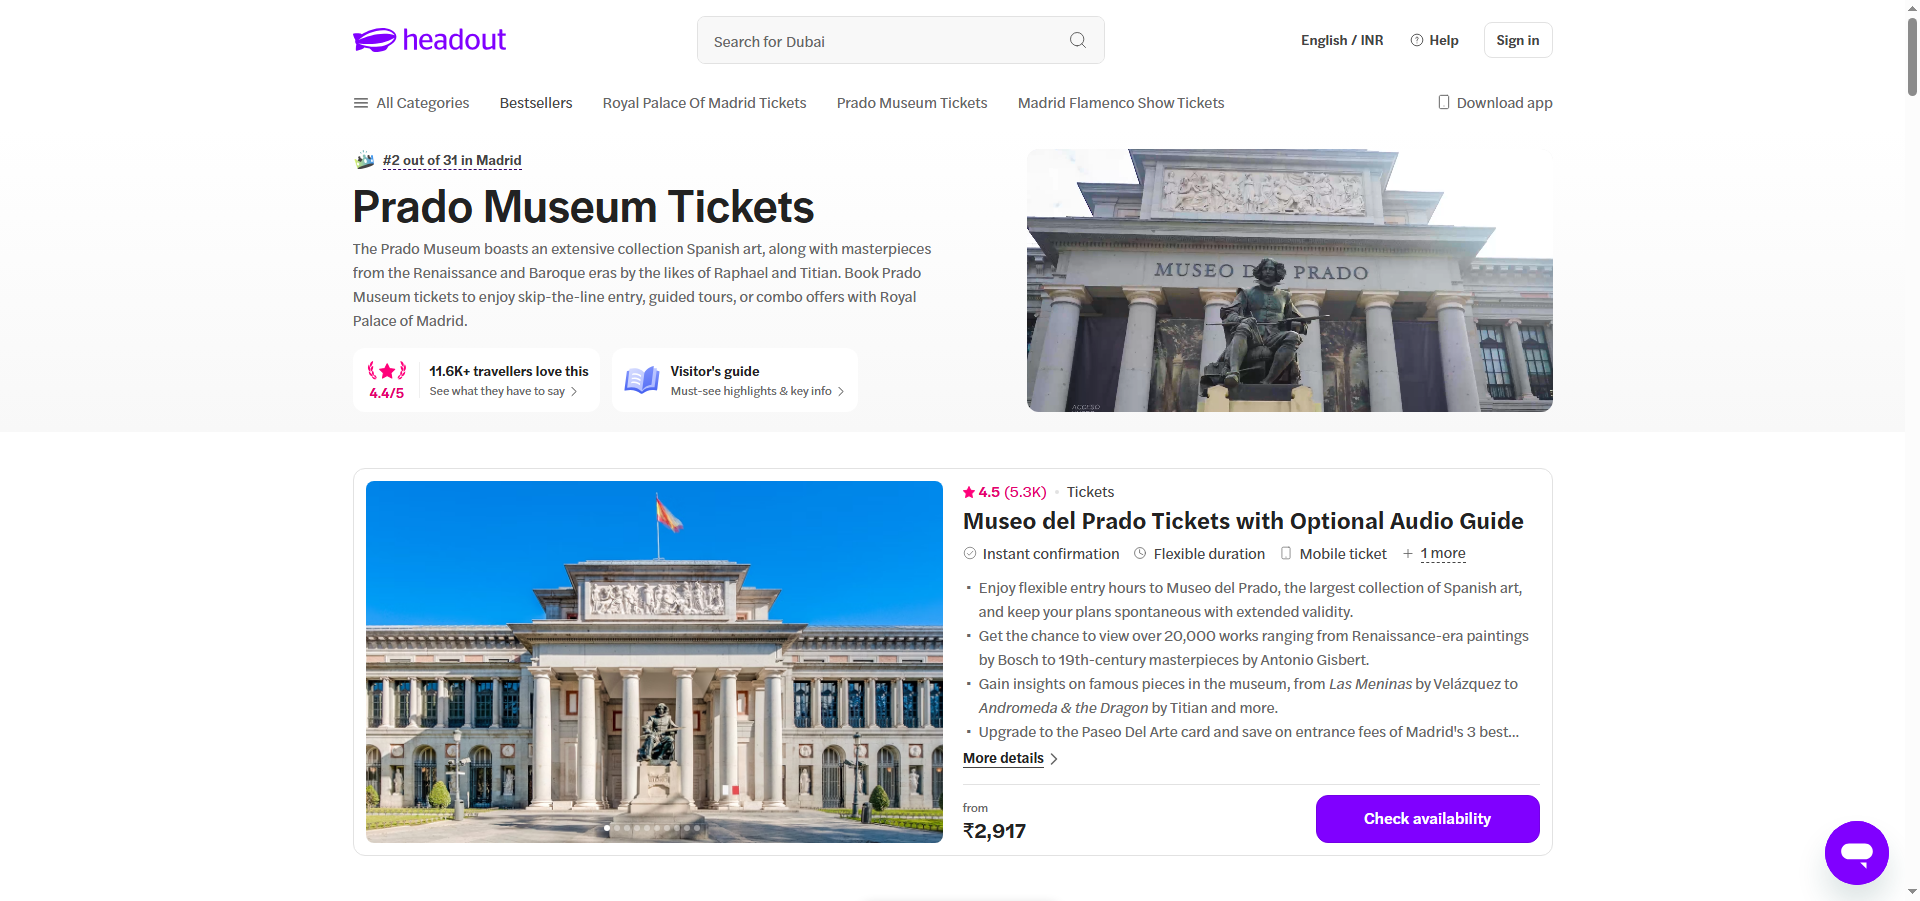 headout
Search for Dubai
English / INR
Help
Sign in
All Categories
Bestsellers
Royal Palace Of Madrid Tickets
Prado Museum Tickets
Madrid Flamenco Show Tickets
Download app
#2 out of 31 in Madrid
Prado Museum Tickets
The Prado Museum boasts an extensive collection Spanish art, along with masterpieces
from the Renaissance and Baroque eras by the likes of Raphael and Titian. Book Prado
Museum tickets to enjoy skip-the-line entry, guided tours, or combo offers with Royal
Palace of Madrid.
4.4/5
11.6K+ travellers love this
See what they have to say
Visitor's guide
Must-see highlights & key info
MUSEO D PRADO
ACCESO
4.5 (5.3K)
Tickets
Museo del Prado Tickets with Optional Audio Guide
Instant confirmation
Flexible duration
Mobile ticket
+ 1 more
· Enjoy flexible entry hours to Museo del Prado, the largest collection of Spanish art,
and keep your plans spontaneous with extended validity.
· Get the chance to view over 20,000 works ranging from Renaissance-era paintings
by Bosch to 19th-century masterpieces by Antonio Gisbert.
· Gain insights on famous pieces in the museum, from Las Meninas by Velázquez to
Andromeda & the Dragon by Titian and more.
· Upgrade to the Paseo Del Arte card and save on entrance fees of Madrid's 3 best...
More details
from
₹2,917
Check availability